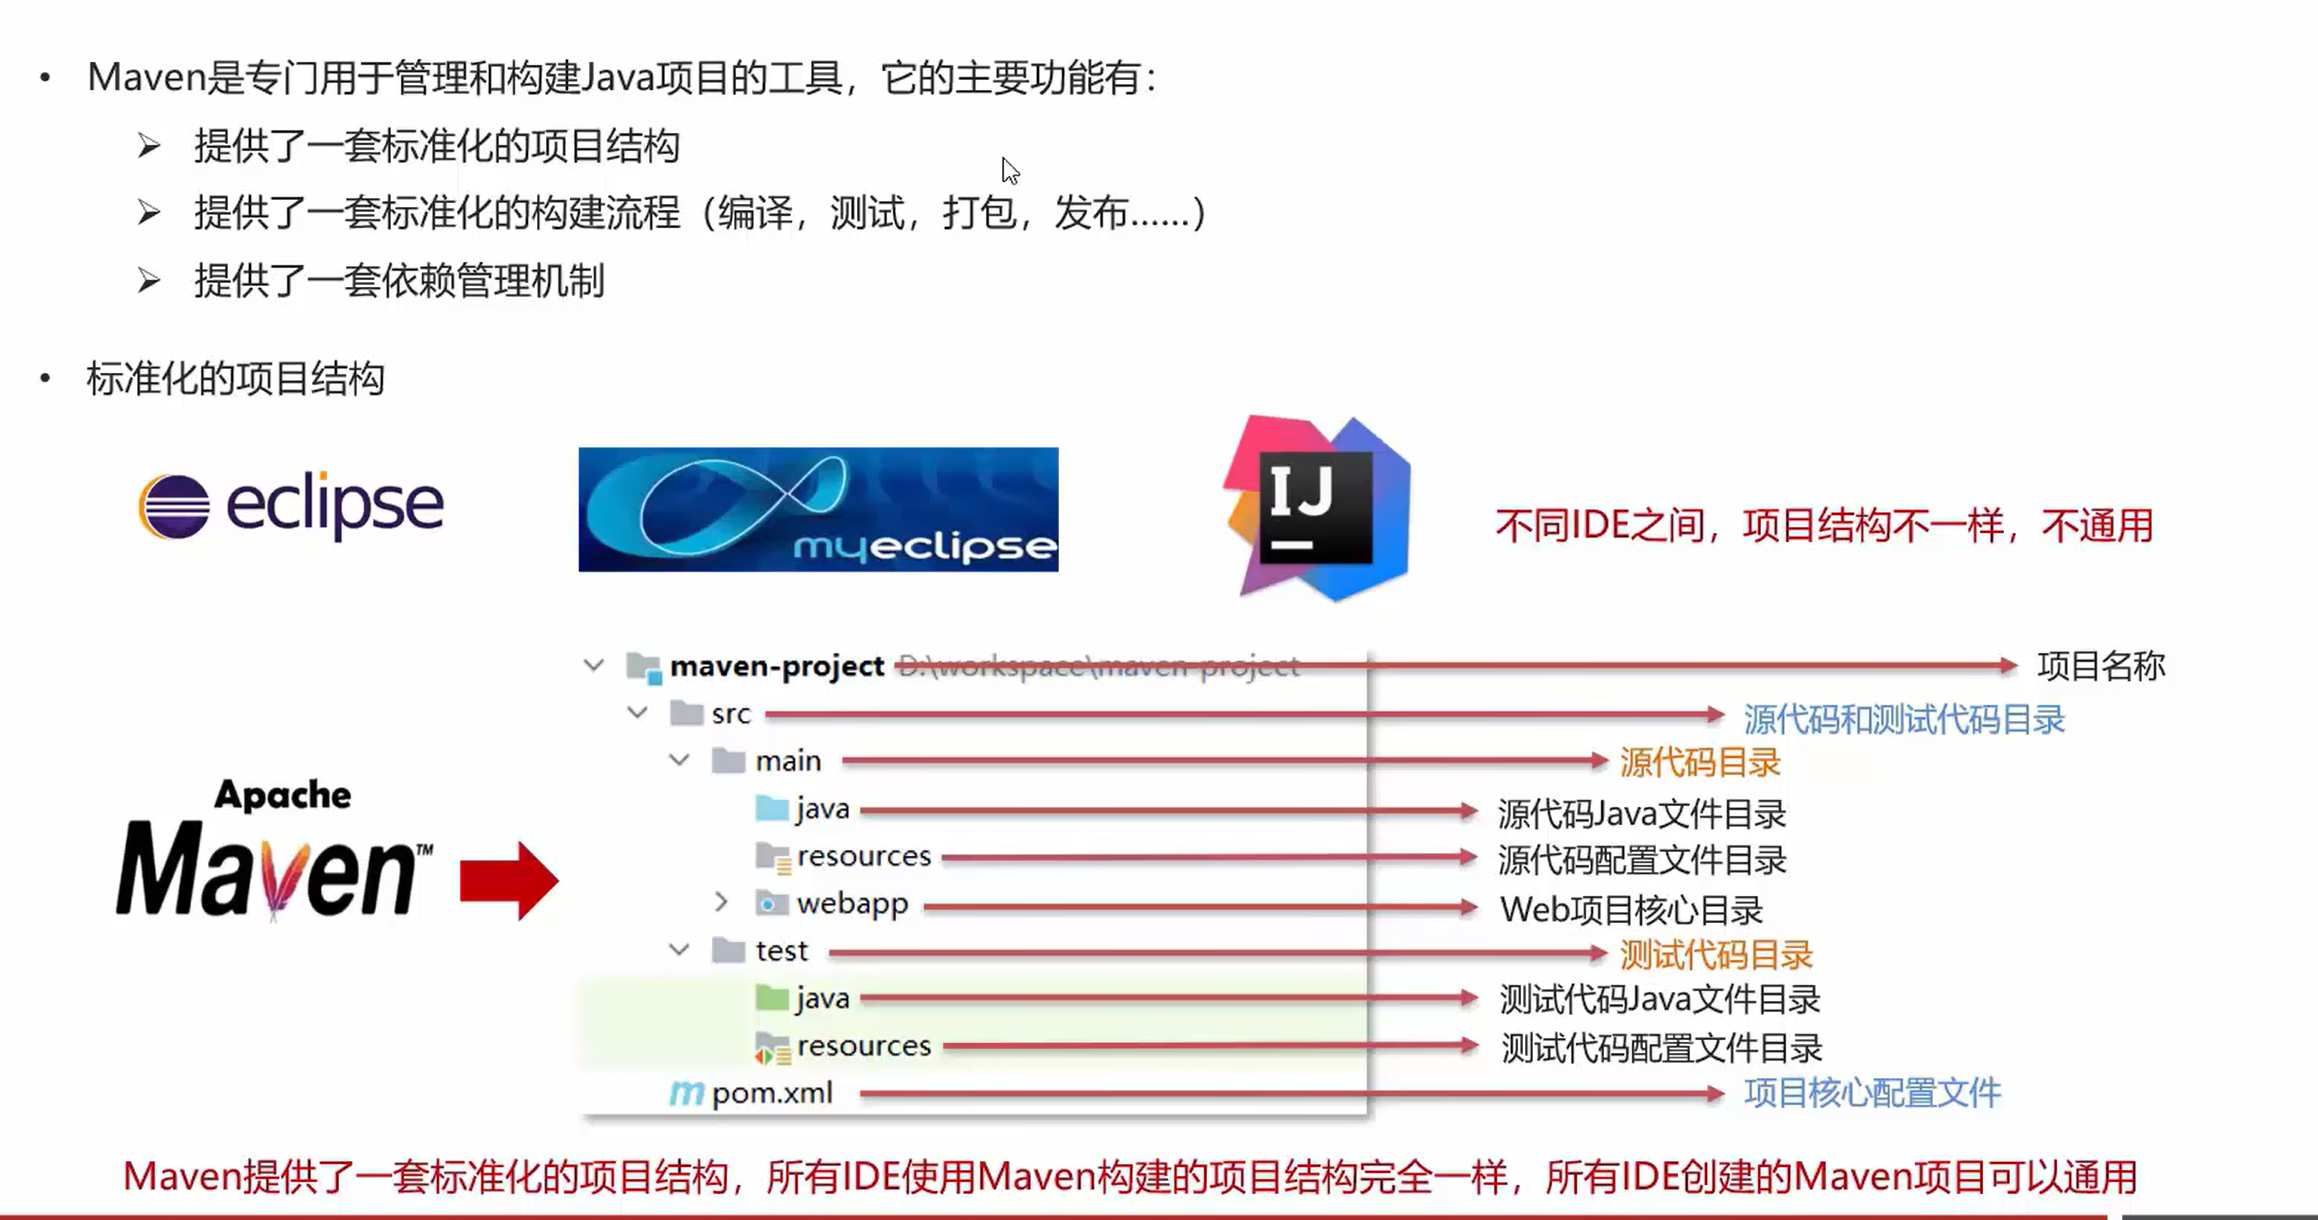 • Maven是专门用于管理和构建Java项目的工具，它的主要功能有：
➢ 提供了一套标准化的项目结构
➢ 提供了一套标准化的构建流程（编译，测试，打包，发布……）
➢ 提供了一套依赖管理机制
• 标准化的项目结构
eclipse
myeclipse
IJ
不同IDE之间，项目结构不一样，不通用
maven-project D:\workspace\maven-project 项目名称
src 源代码和测试代码目录
main 源代码目录
java 源代码Java文件目录
resources 源代码配置文件目录
webapp Web项目核心目录
test 测试代码目录
java 测试代码Java文件目录
resources 测试代码配置文件目录
pom.xml 项目核心配置文件
Apache
Maven™
Maven提供了一套标准化的项目结构，所有IDE使用Maven构建的项目结构完全一样，所有IDE创建的Maven项目可以通用